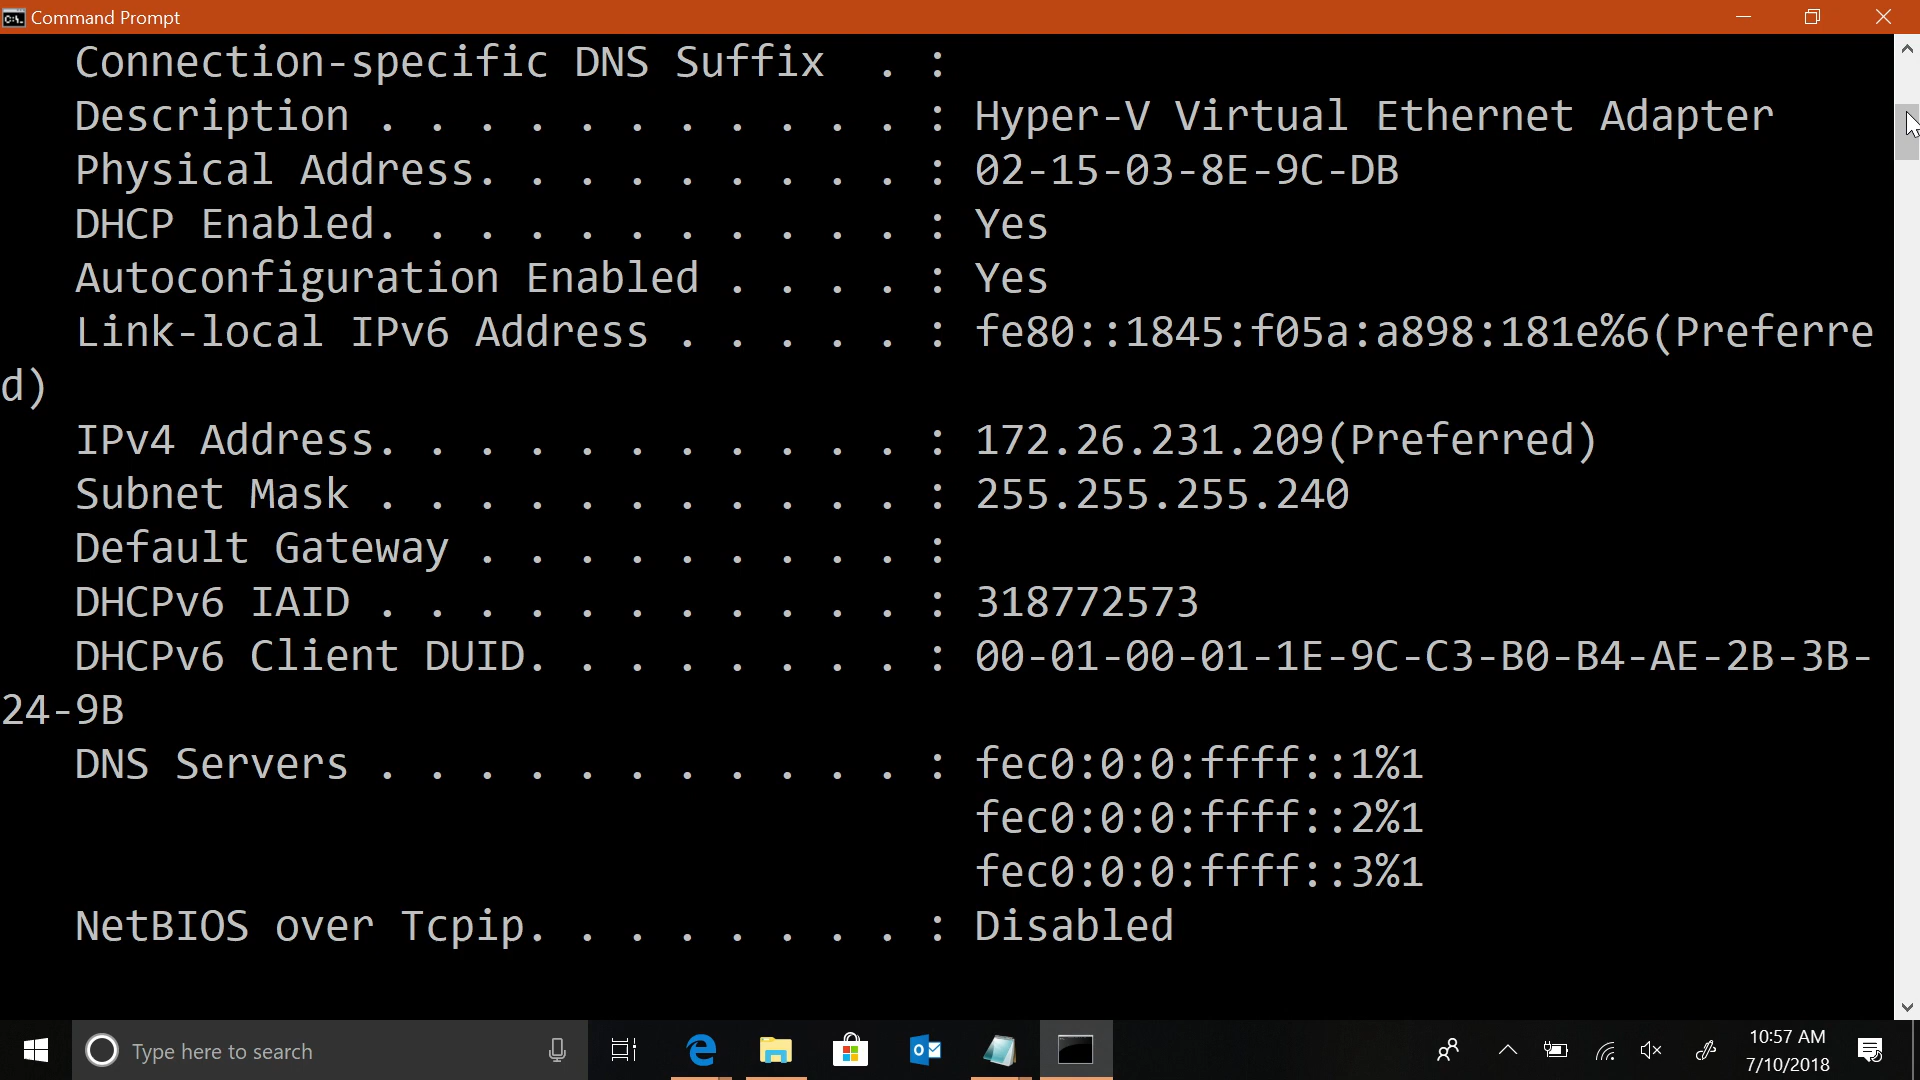 Command Prompt
Connection-specific DNS Suffix  . :
Description . . . . . . . . . . . : Hyper-V Virtual Ethernet Adapter
Physical Address. . . . . . . . . : 02-15-03-8E-9C-DB
DHCP Enabled. . . . . . . . . . . : Yes
Autoconfiguration Enabled . . . . : Yes
Link-local IPv6 Address . . . . . : fe80::1845:f05a:a898:181e%6(Preferre
d)
IPv4 Address. . . . . . . . . . . : 172.26.231.209(Preferred)
Subnet Mask . . . . . . . . . . . : 255.255.255.240
Default Gateway . . . . . . . . . :
DHCPv6 IAID . . . . . . . . . . . : 318772573
DHCPv6 Client DUID. . . . . . . . : 00-01-00-01-1E-9C-C3-B0-B4-AE-2B-3B-
24-9B
DNS Servers . . . . . . . . . . . : fec0:0:0:ffff::1%1
fec0:0:0:ffff::2%1
fec0:0:0:ffff::3%1
NetBIOS over Tcpip. . . . . . . . : Disabled
Type here to search
10:57 AM
7/10/2018